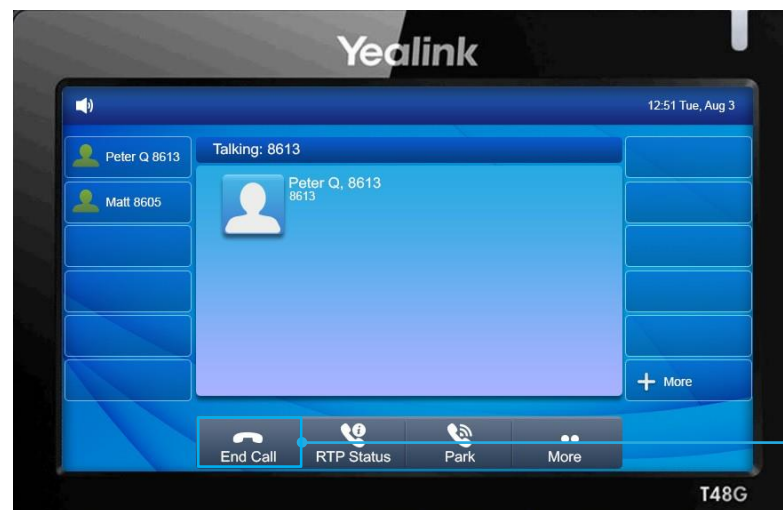 Yealink
12:51 Tue, Aug 3
Peter Q 8613
Talking: 8613
Peter Q, 8613
8613
Matt 8605
+ More
End Call
RTP Status
Park
More
T48G